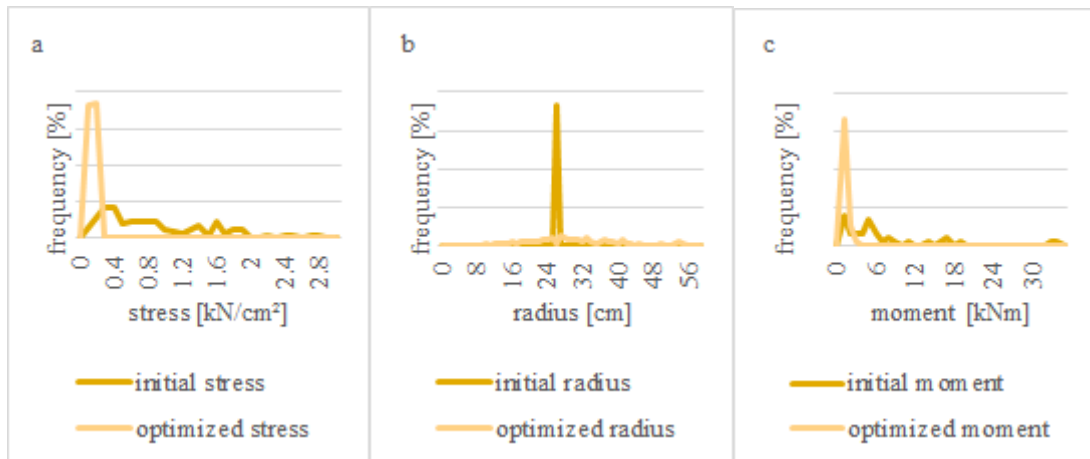 a
frequency [%]
0
0.4
0.8
1.2
1.6
2
2.4
2.8
stress [kN/cm²]
initial stress
optimized stress
b
frequency [%]
0
8
16
24
32
40
48
56
radius [cm]
initial radius
optimized radius
c
frequency [%]
0
6
12
18
24
30
moment [kNm]
initial moment
optimized moment